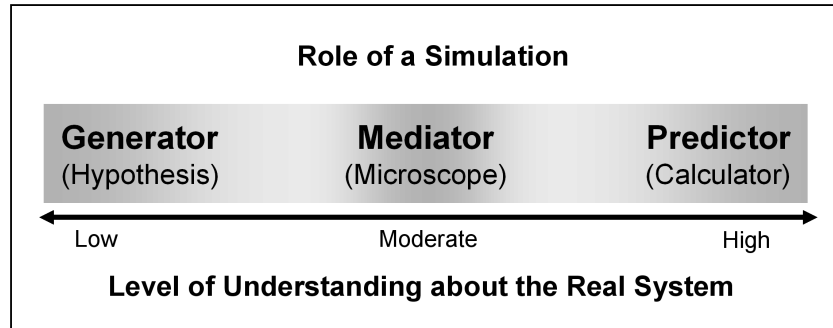 Role of a Simulation
Generator Mediator Predictor
(Hypothesis) (Microscope) (Calculator)
Low Moderate High
Level of Understanding about the Real System